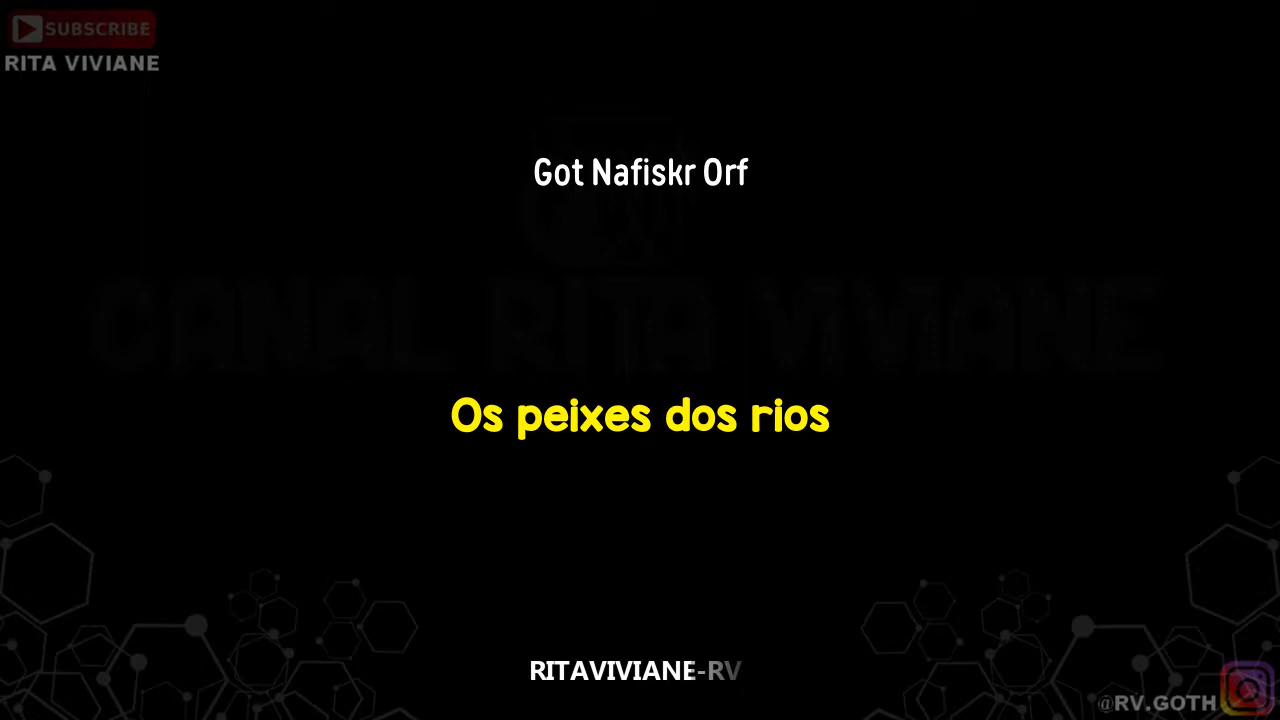 SUBSCRIBE
RITA VIVIANE
Got Nafiskr Orf
CANAL RITA VIVIANE
Os peixes dos rios
RITAVIVIANE-RV
@RV.GOTH